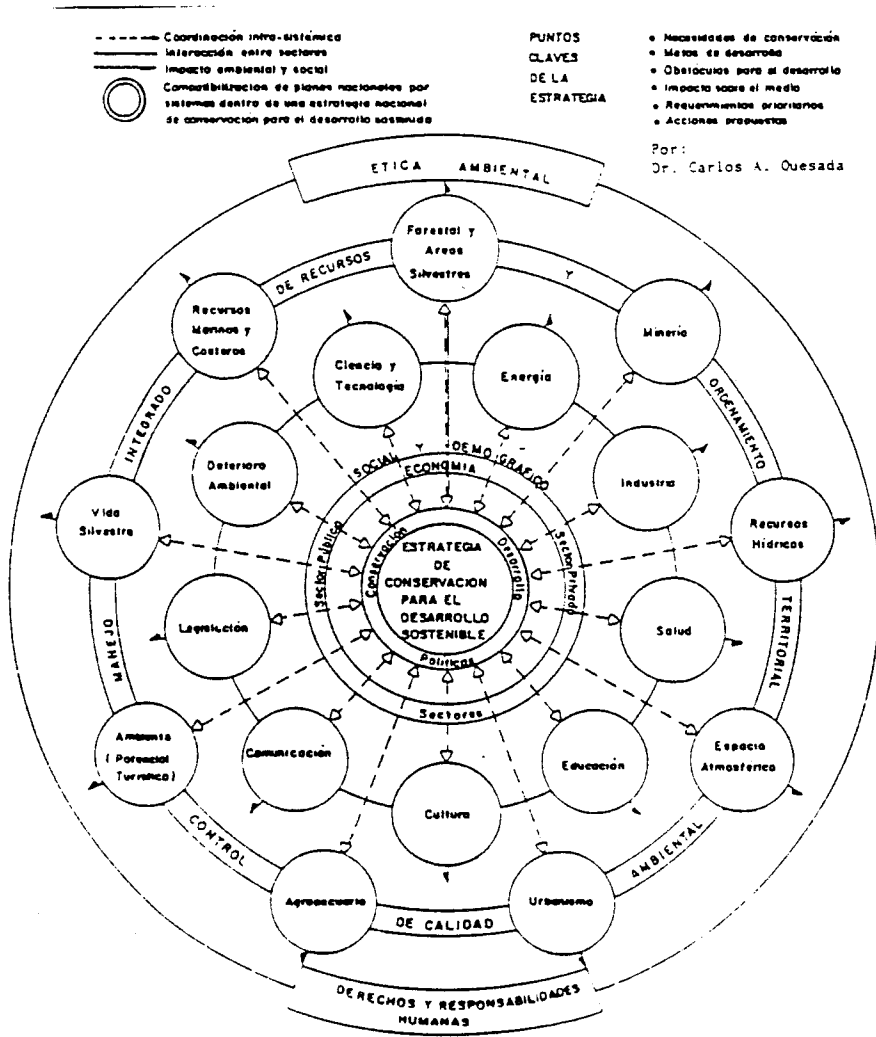 Coordinación intra-sistémica
Interacción entre sectores
Impacto ambiental y social
Compatibilización de planes nacionales por
sistemas dentro de una estrategia nacional
de conservación para el desarrollo sostenido
PUNTOS
CLAVES
DE LA
ESTRATEGIA
• Necesidades de conservación
• Metas de desarrollo
• Obstáculos para el desarrollo
• Impacto sobre el medio
• Requerimientos prioritarios
• Acciones propuestas
Por:
Dr. Carlos A. Quesada
ETICA AMBIENTAL
Forestal y
Areas
Silvestres
DE RECURSOS
Y
Recursos
Marinos y
Costeros
Minería
Ciencia y
Tecnología
Energía
INTEGRADO
ORDENAMIENTO
Deterioro
Ambiental
SOCIAL Y DEMOGRAFICO
ECONOMIA
Industria
Vida
Silvestre
Recursos
Hídricos
Sector Público
Conservación
Desarrollo
Sector Privado
ESTRATEGIA
DE
CONSERVACION
PARA EL
DESARROLLO
SOSTENIBLE
Políticas
Sectores
Legislación
Salud
MANEJO
TERRITORIAL
Ambiente
(Potencial
Turístico)
Comunicación
Educación
Espacio
Atmosférico
Cultura
CONTROL
AMBIENTAL
Agropecuario
DE CALIDAD
Urbanismo
DERECHOS Y RESPONSABILIDADES
HUMANAS